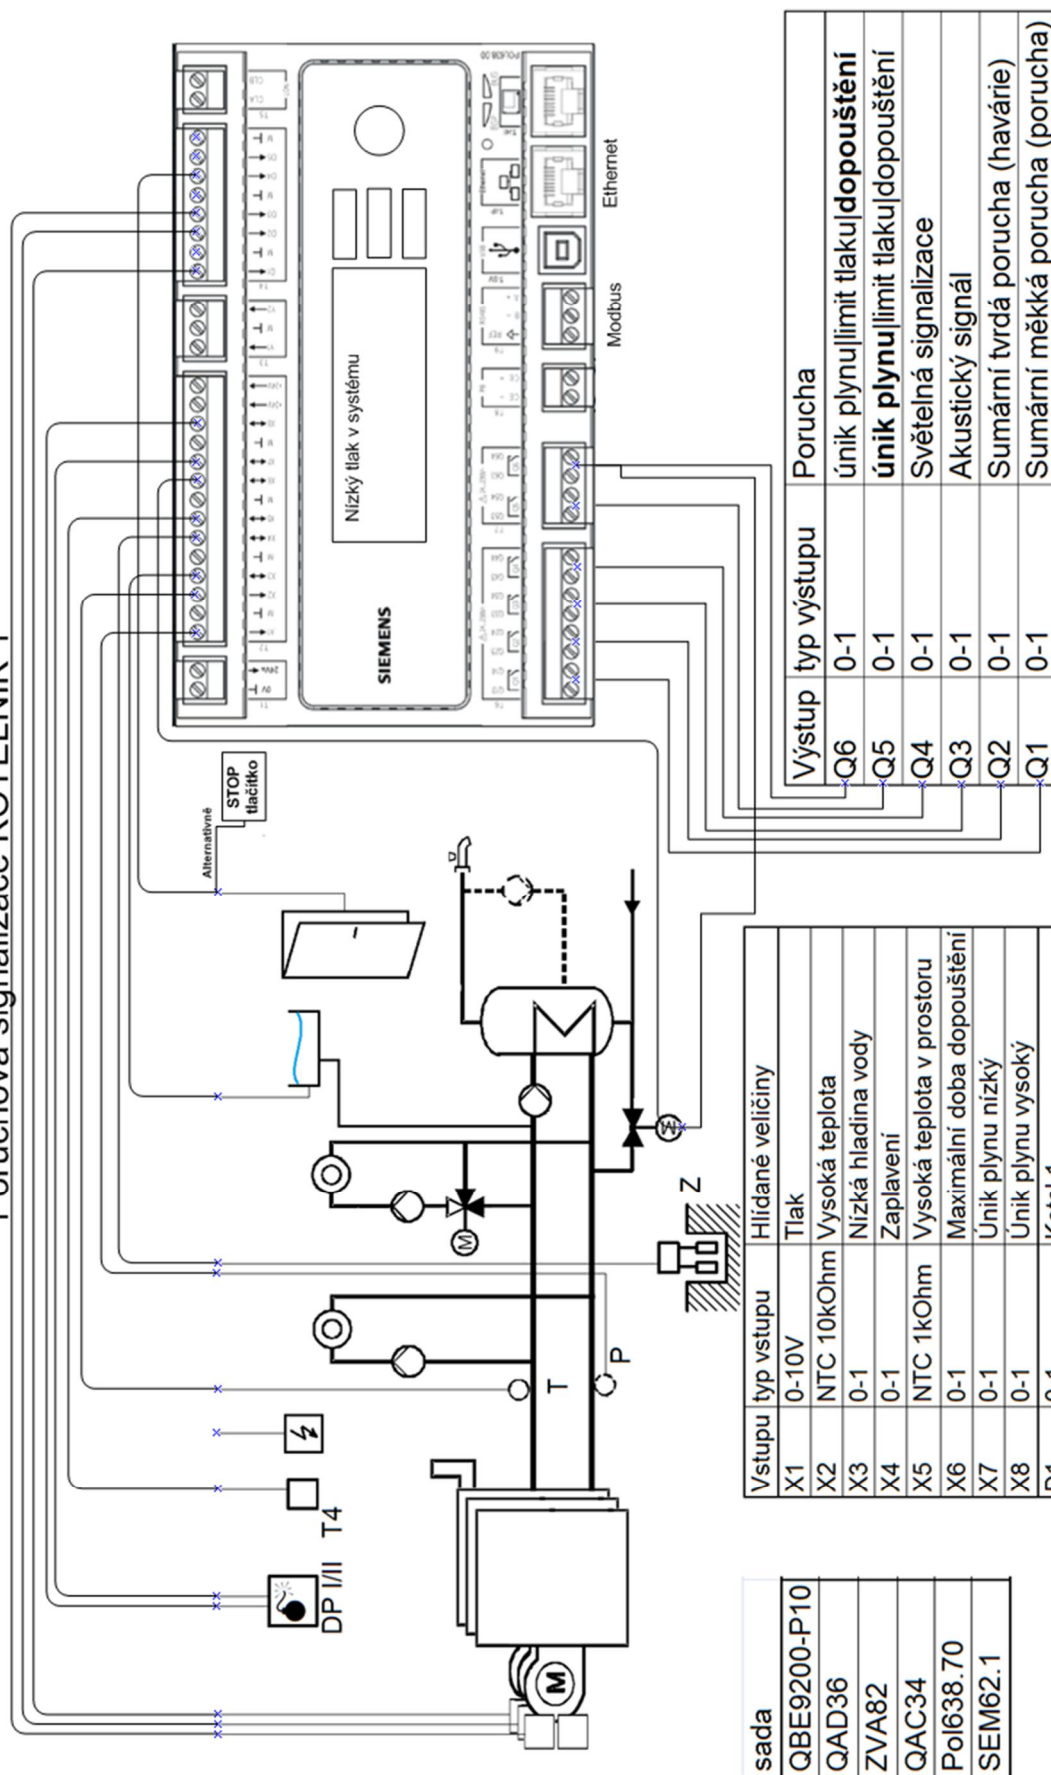 Poruchová signalizace KOTELNÍK 1
Alternativně
STOP
tlačítko
SIEMENS
Nízký tlak v systému
Modbus
Ethernet
DP I/II
T4
T
P
Z
M
M
M
Výstup typ výstupu Porucha
Q6 0-1 únik plynu|limit tlaku|dopouštění
Q5 0-1 únik plynu|limit tlaku|dopouštění
Q4 0-1 Světelná signalizace
Q3 0-1 Akustický signál
Q2 0-1 Sumární tvrdá porucha (havárie)
Q1 0-1 Sumární měkká porucha (porucha)
Vstupu typ vstupu Hlídané veličiny
X1 0-10V Tlak
X2 NTC 10kOhm Vysoká teplota
X3 0-1 Nízká hladina vody
X4 0-1 Zaplavení
X5 NTC 1kOhm Vysoká teplota v prostoru
X6 0-1 Maximální doba dopouštění
X7 0-1 Únik plynu nízký
X8 0-1 Únik plynu vysoký
sada
QBE9200-P10
QAD36
ZVA82
QAC34
Pol638.70
SEM62.1